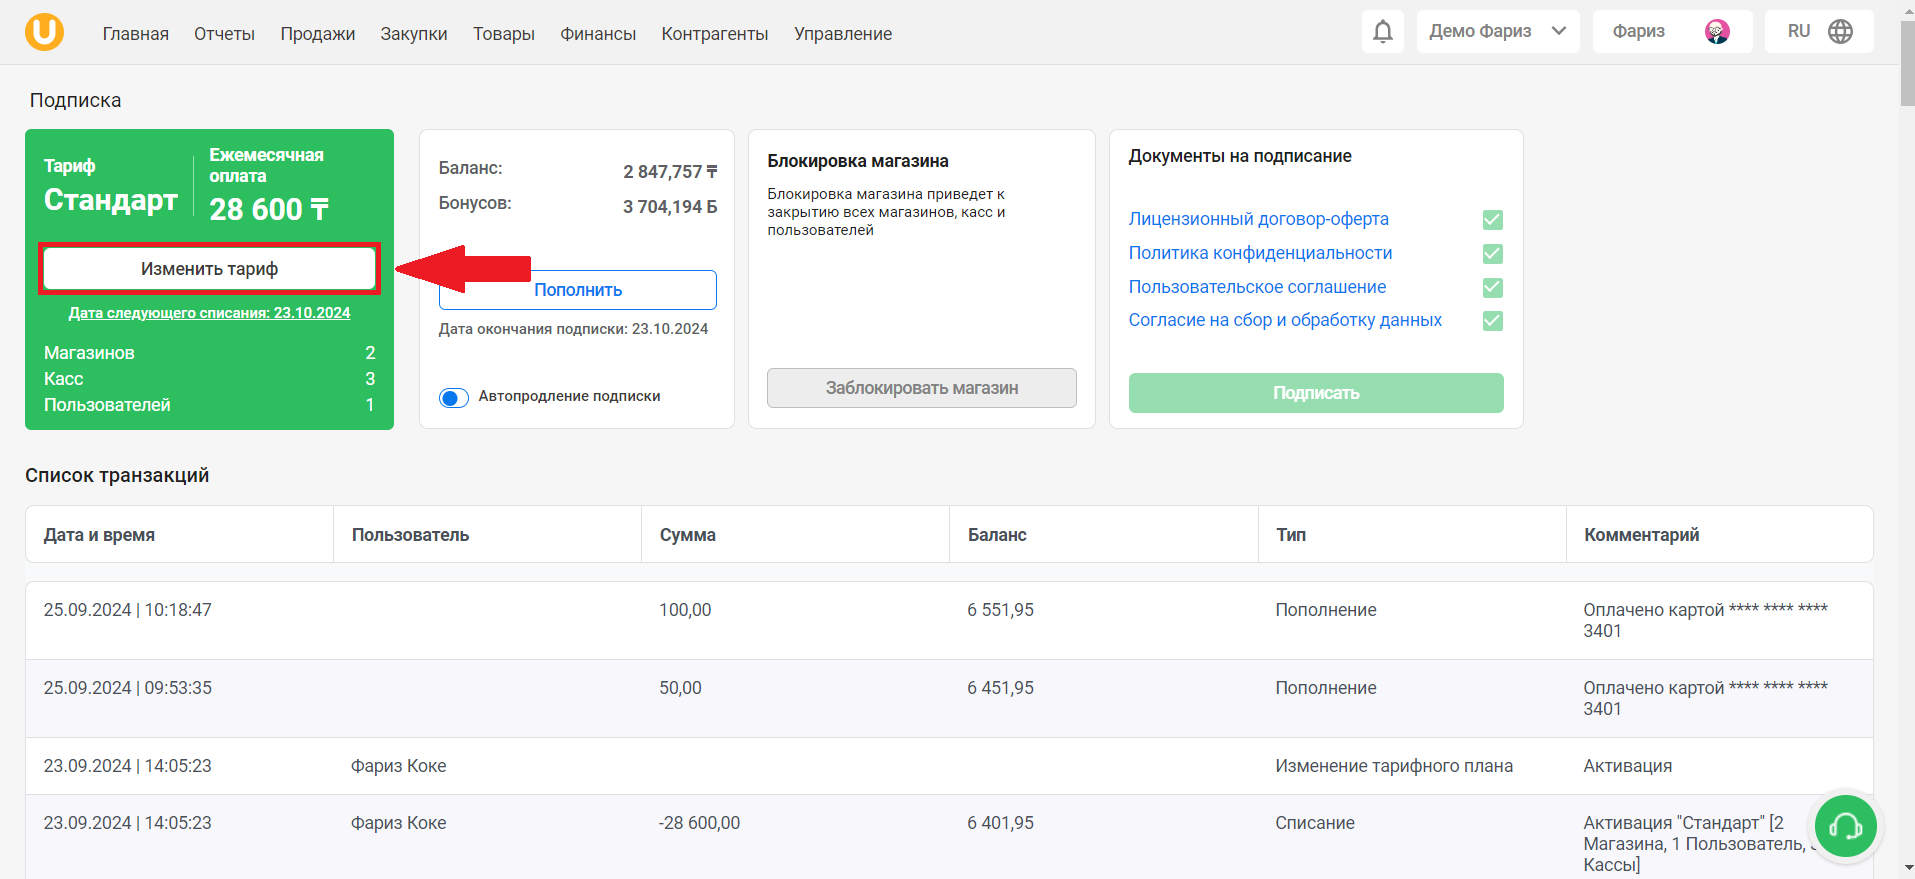 U
Главная Отчеты Продажи Закупки Товары Финансы Контрагенты Управление
Демо Фариз
Фариз
RU
Подписка
Тариф
Стандарт
Ежемесячная
оплата
28 600 ₸
Изменить тариф
Дата следующего списания: 23.10.2024
Магазинов 2
Касс 3
Пользователей 1
Баланс: 2 847,757 ₸
Бонусов: 3 704,194 Б
Пополнить
Дата окончания подписки: 23.10.2024
Автопродление подписки
Блокировка магазина
Блокировка магазина приведет к
закрытию всех магазинов, касс и
пользователей
Заблокировать магазин
Документы на подписание
Лицензионный договор-оферта
Политика конфиденциальности
Пользовательское соглашение
Согласие на сбор и обработку данных
Подписать
Список транзакций
Дата и время Пользователь Сумма Баланс Тип Комментарий
25.09.2024 | 10:18:47 100,00 6 551,95 Пополнение Оплачено картой **** **** ****
3401
25.09.2024 | 09:53:35 50,00 6 451,95 Пополнение Оплачено картой **** **** ****
3401
23.09.2024 | 14:05:23 Фариз Коке Изменение тарифного плана Активация
23.09.2024 | 14:05:23 Фариз Коке -28 600,00 6 401,95 Списание Активация "Стандарт" [2
Магазина, 1 Пользователь,
Кассы]